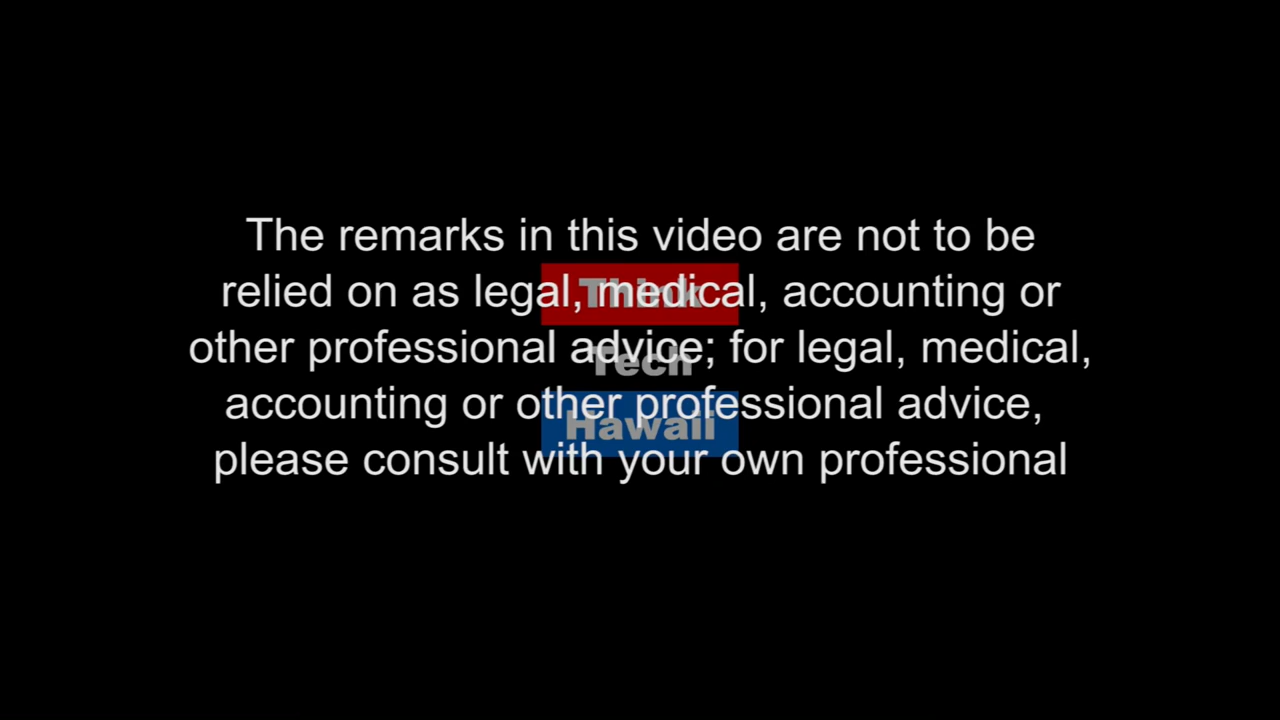 The remarks in this video are not to be
relied on as legal, medical, accounting or
other professional advice; for legal, medical,
accounting or other professional advice,
please consult with your own professional
Think
Tech
Hawaii